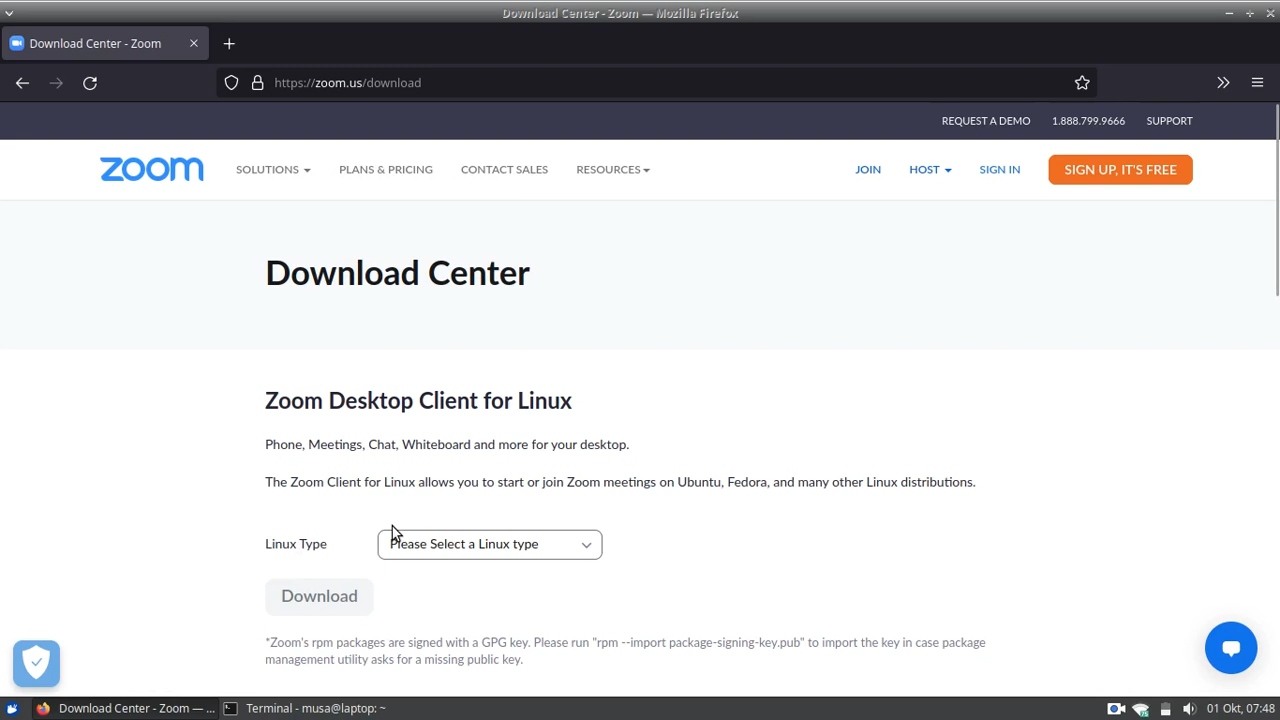 Download Center - Zoom — Mozilla Firefox
Download Center - Zoom
https://zoom.us/download
REQUEST A DEMO 1.888.799.9666 SUPPORT
zoom SOLUTIONS PLANS & PRICING CONTACT SALES RESOURCES JOIN HOST SIGN IN SIGN UP, IT'S FREE
Download Center
Zoom Desktop Client for Linux
Phone, Meetings, Chat, Whiteboard and more for your desktop.
The Zoom Client for Linux allows you to start or join Zoom meetings on Ubuntu, Fedora, and many other Linux distributions.
Linux Type Please Select a Linux type
Download
*Zoom's rpm packages are signed with a GPG key. Please run "rpm --import package-signing-key.pub" to import the key in case package
management utility asks for a missing public key.
Download Center - Zoom — ... Terminal - musa@laptop: ~ 01 Okt, 07:48